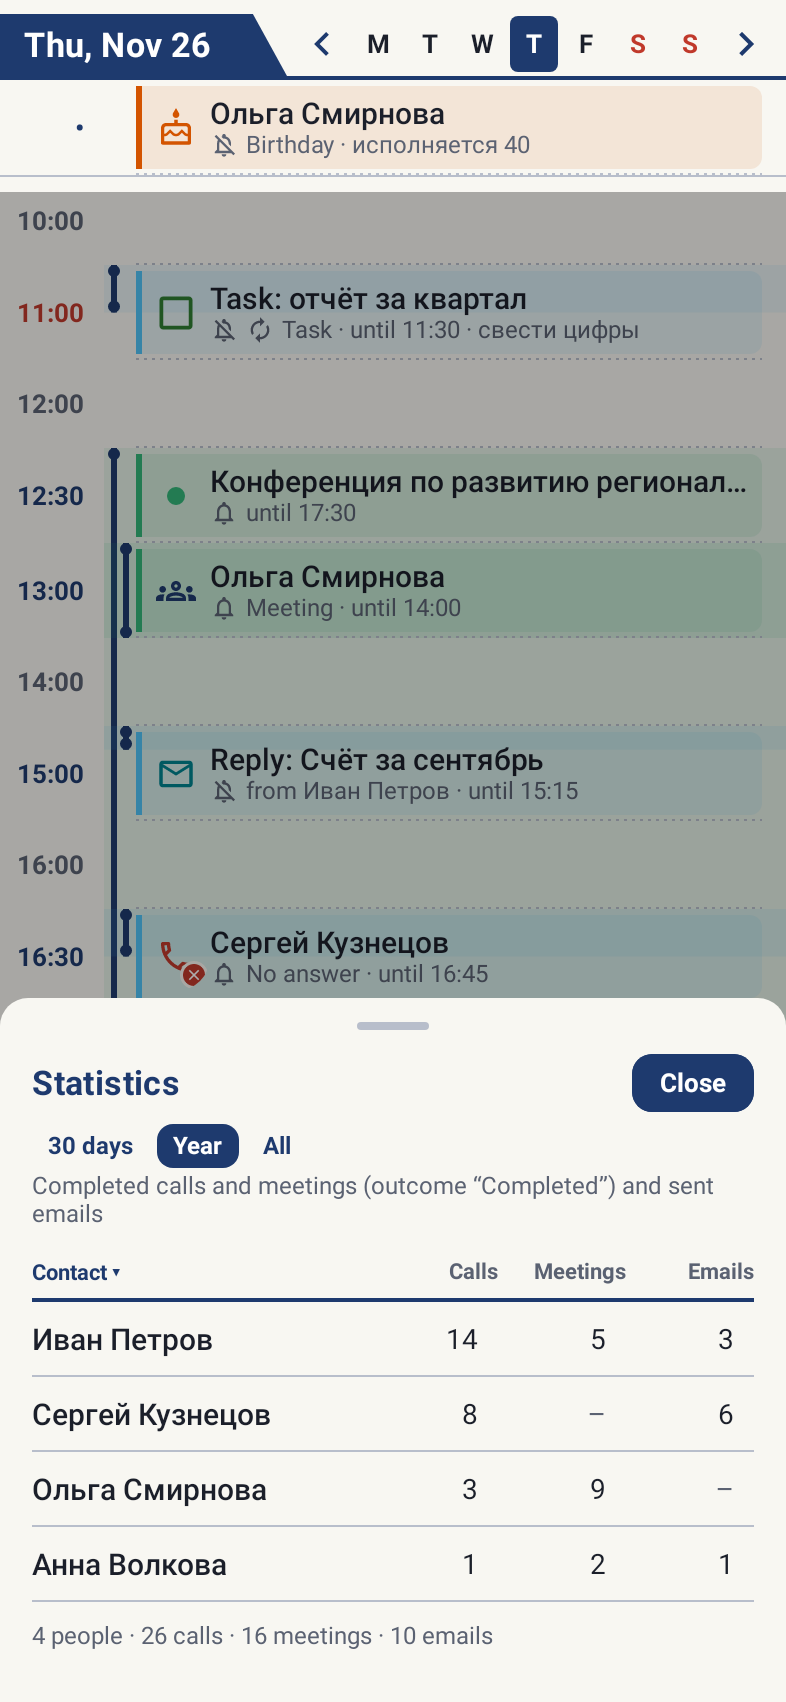 Thu, Nov 26
M T W T F S S
Ольга Смирнова
Birthday · исполняется 40
10:00
11:00
Task: отчёт за квартал
Task · until 11:30 · свести цифры
12:00
12:30
Конференция по развитию регионал…
until 17:30
13:00
Ольга Смирнова
Meeting · until 14:00
14:00
15:00
Reply: Счёт за сентябрь
from Иван Петров · until 15:15
16:00
16:30
Сергей Кузнецов
No answer · until 16:45
Statistics
Close
30 days Year All
Completed calls and meetings (outcome “Completed”) and sent
emails
Contact ▾ Calls Meetings Emails
Иван Петров 14 5 3
Сергей Кузнецов 8 – 6
Ольга Смирнова 3 9 –
Анна Волкова 1 2 1
4 people · 26 calls · 16 meetings · 10 emails